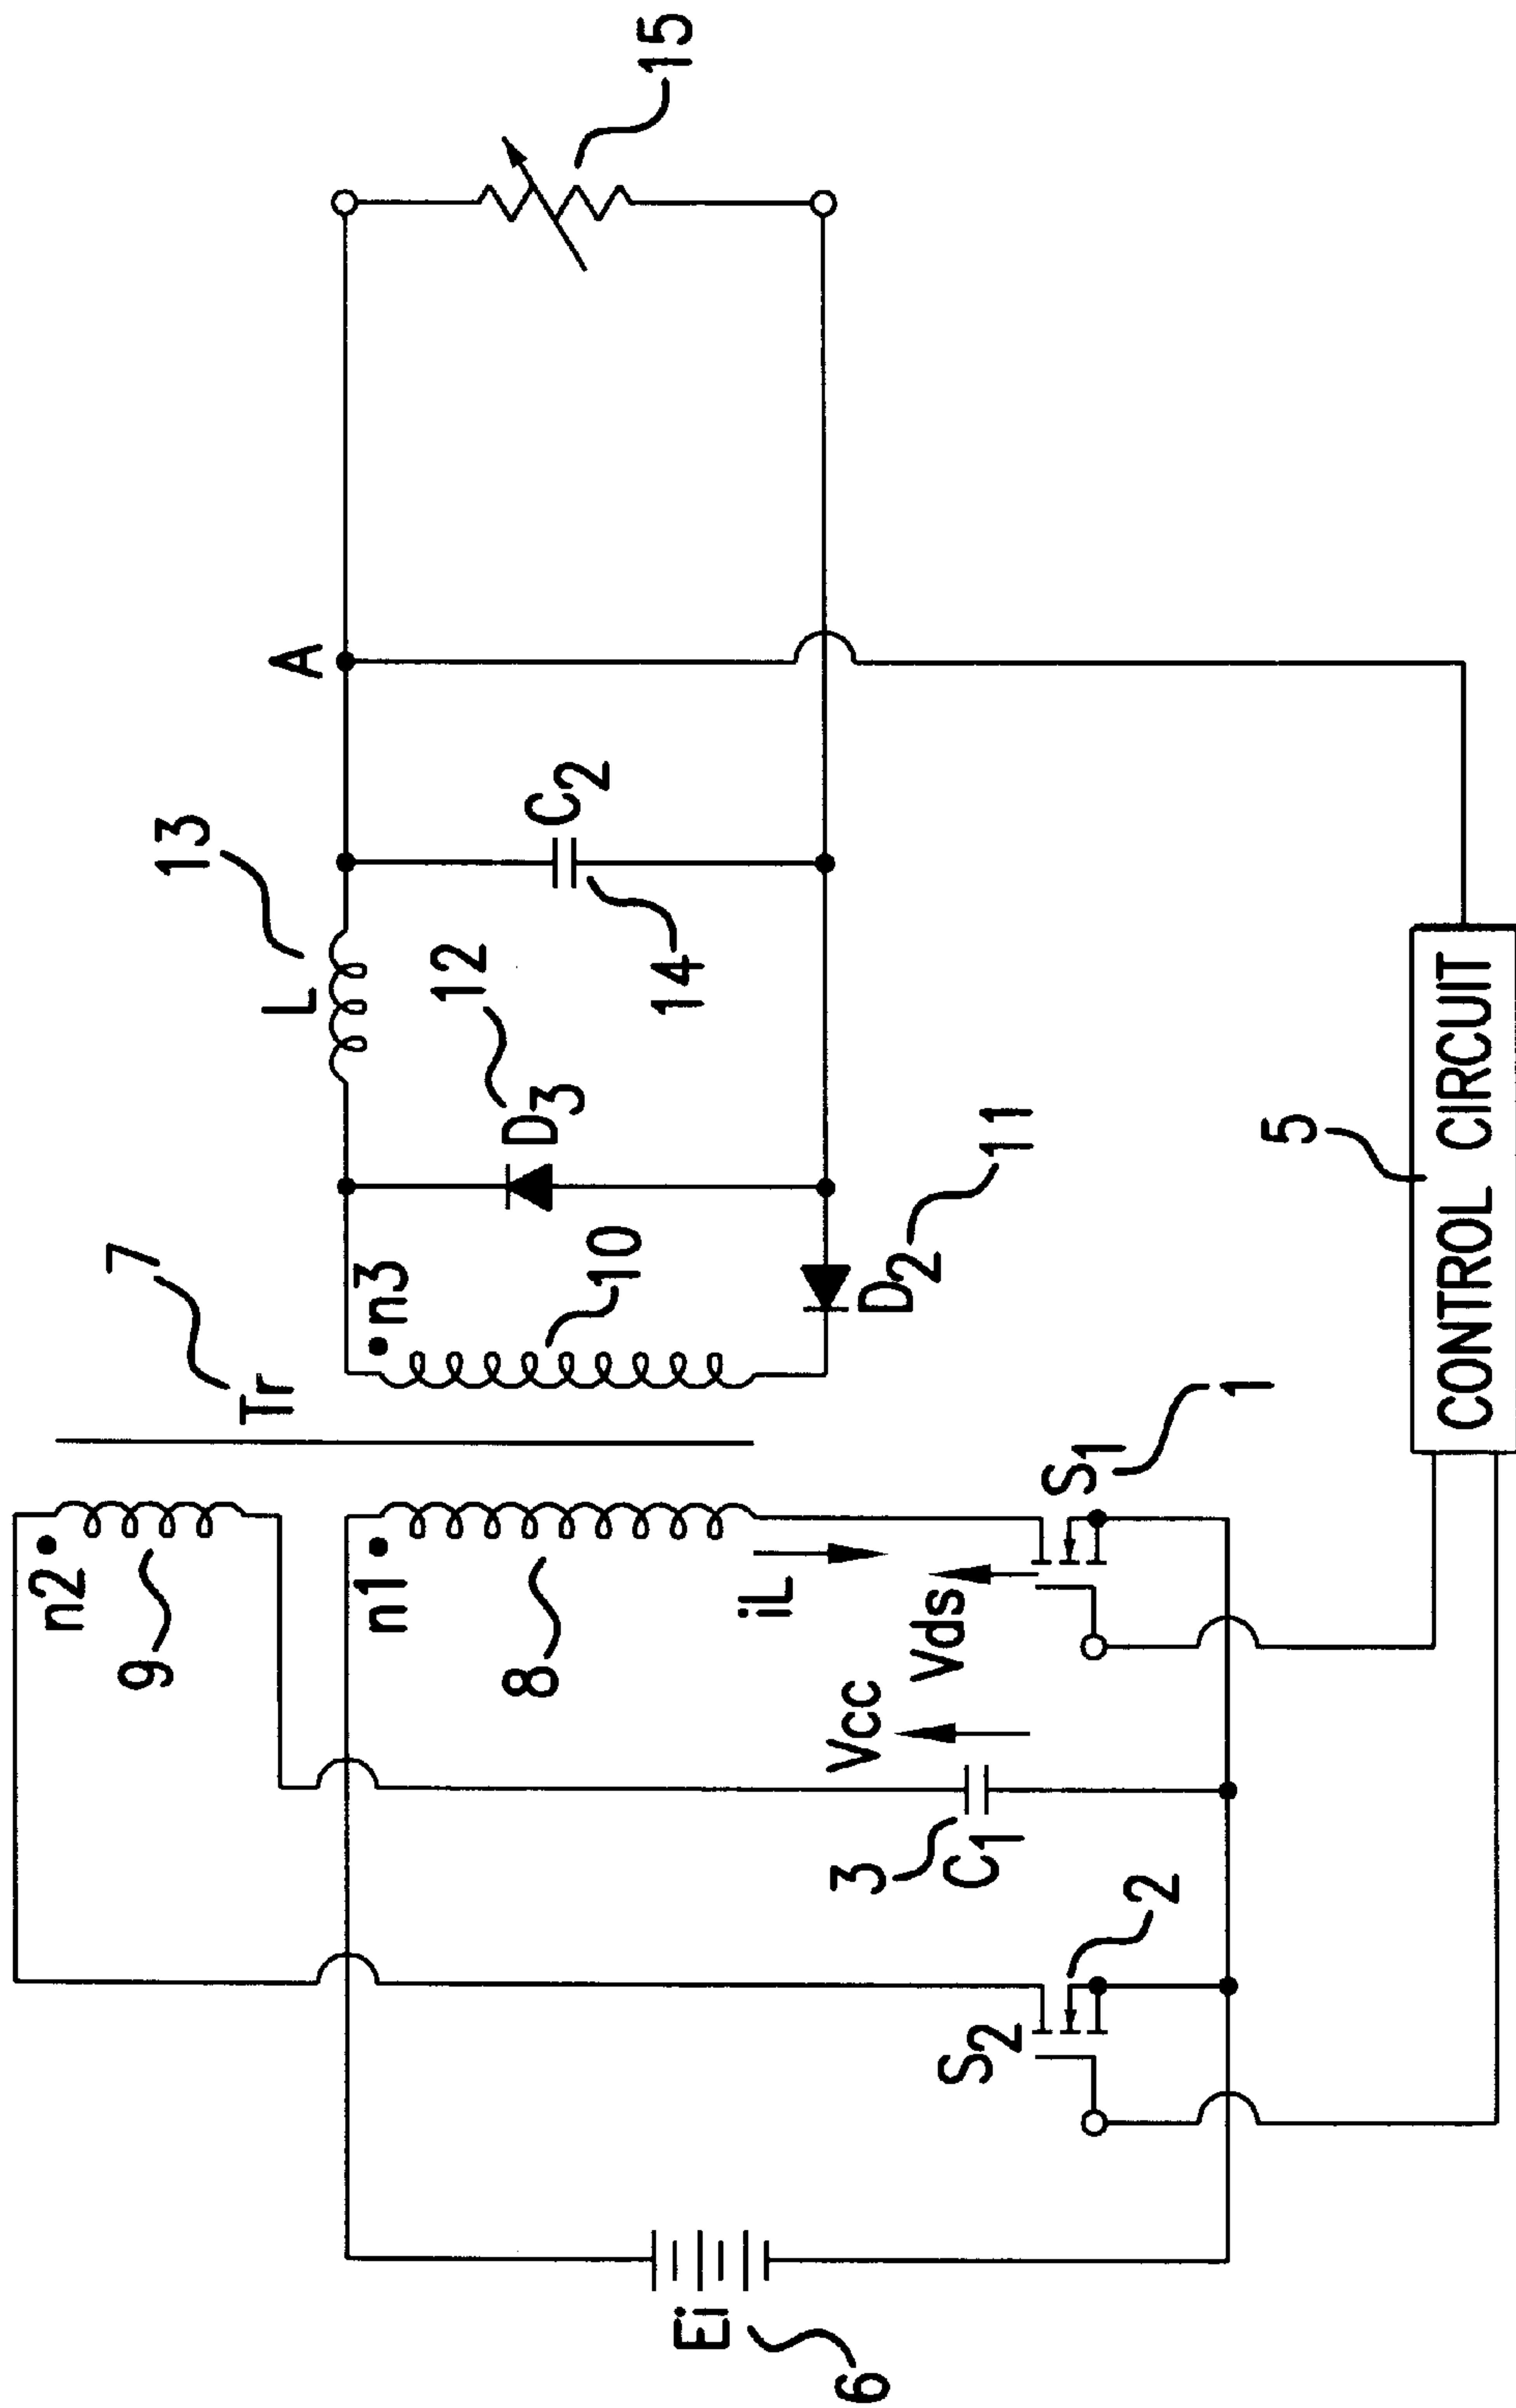 n2
9
7
Tr
n1
8
n3
10
iL
Vds
Vcc
3
C1
S1
1
S2
2
Ei
6
D2
11
D3
12
L
13
C2
14
A
15
5
CONTROL CIRCUIT